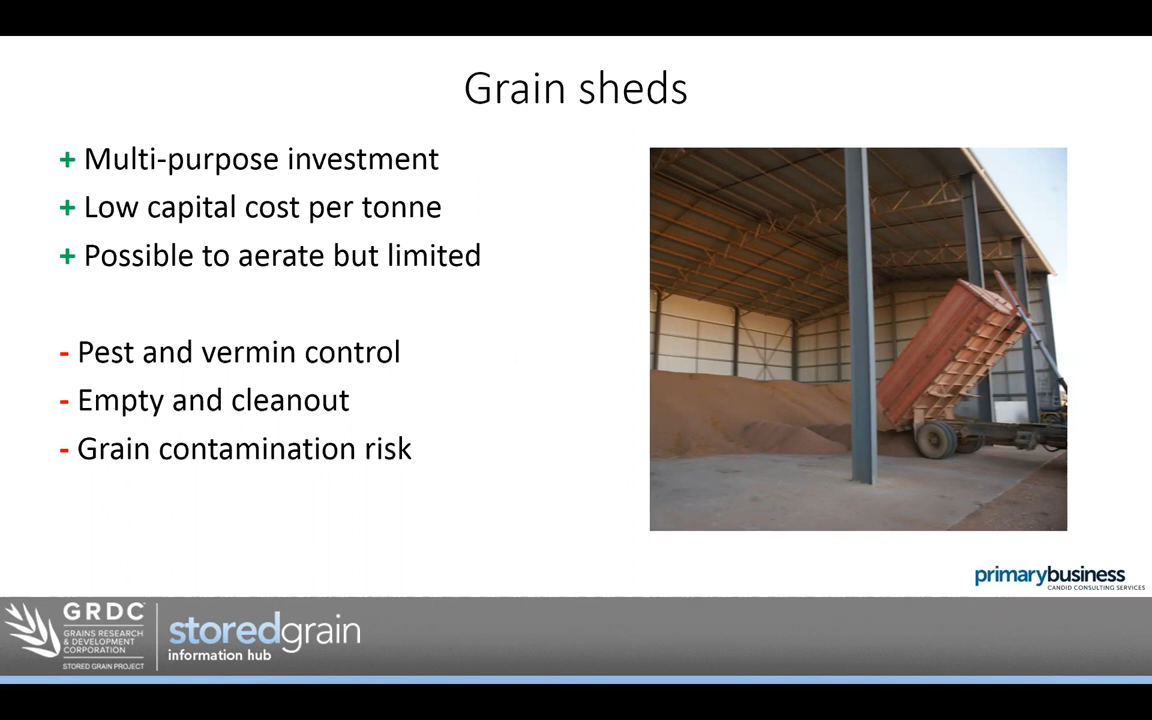 Grain sheds
+ Multi-purpose investment
+ Low capital cost per tonne
+ Possible to aerate but limited
- Pest and vermin control
- Empty and cleanout
- Grain contamination risk
primarybusiness
CANDID CONSULTING SERVICES
GRDC
GRAINS RESEARCH
& DEVELOPMENT
CORPORATION
STORED GRAIN PROJECT
storedgrain
information hub